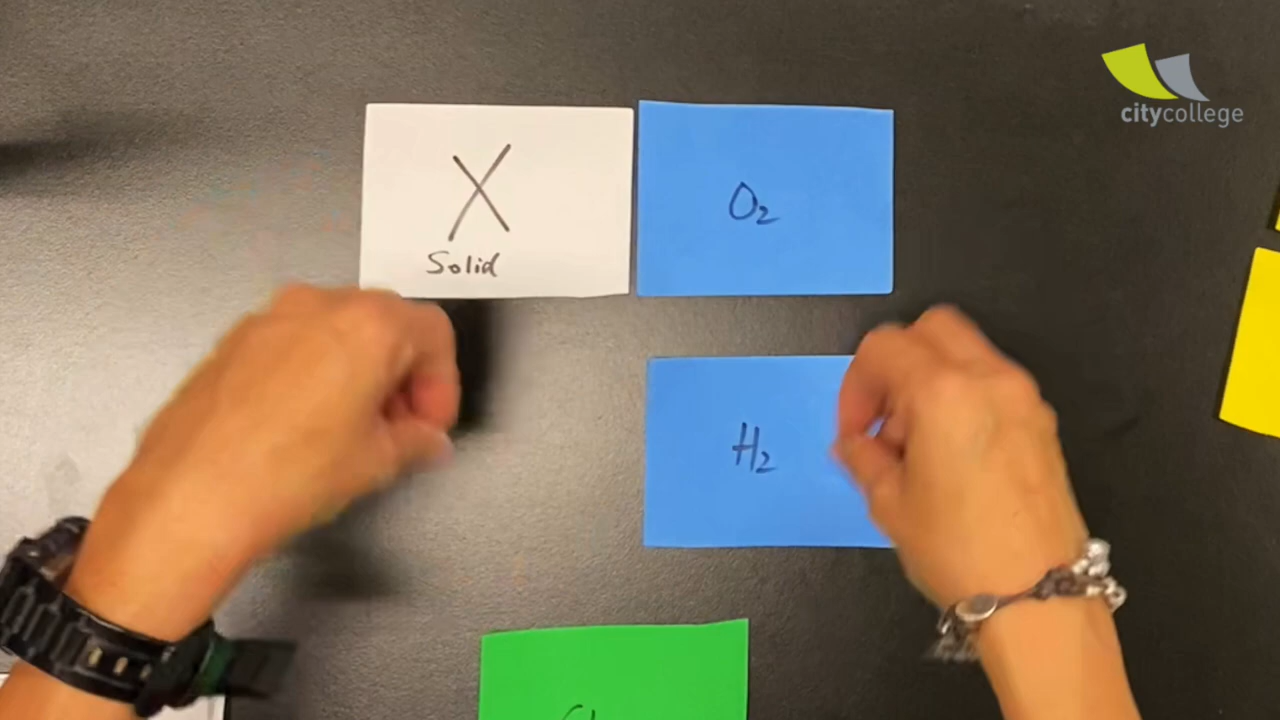 citycollege
X
Solid
O₂
H₂